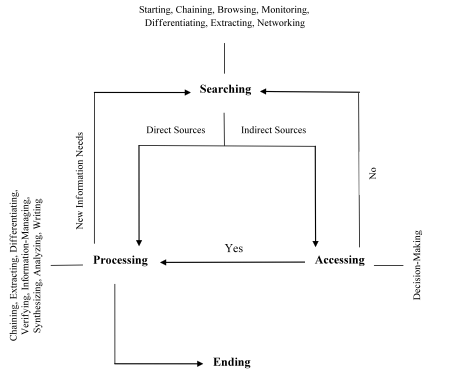 Starting, Chaining, Browsing, Monitoring,
Differentiating, Extracting, Networking
Searching
Direct Sources
Indirect Sources
New Information Needs
No
Chaining, Extracting, Differentiating,
Verifying, Information-Managing,
Synthesizing, Analyzing, Writing
Processing
Yes
Accessing
Decision-Making
Ending